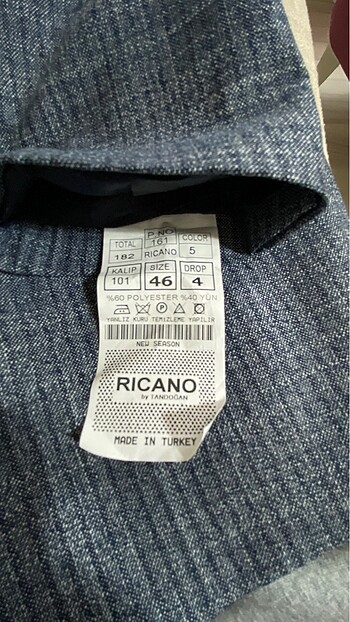 P.NO
TOTAL 161 COLOR
182 RICANO 5
KALIP SIZE DROP
101 46 4
%60 POLYESTER %40 YÜN
P
YANLIZ KURU TEMİZLEME YAPILIR
NEW SEASON
RICANO
by TANDOĞAN
MADE IN TURKEY